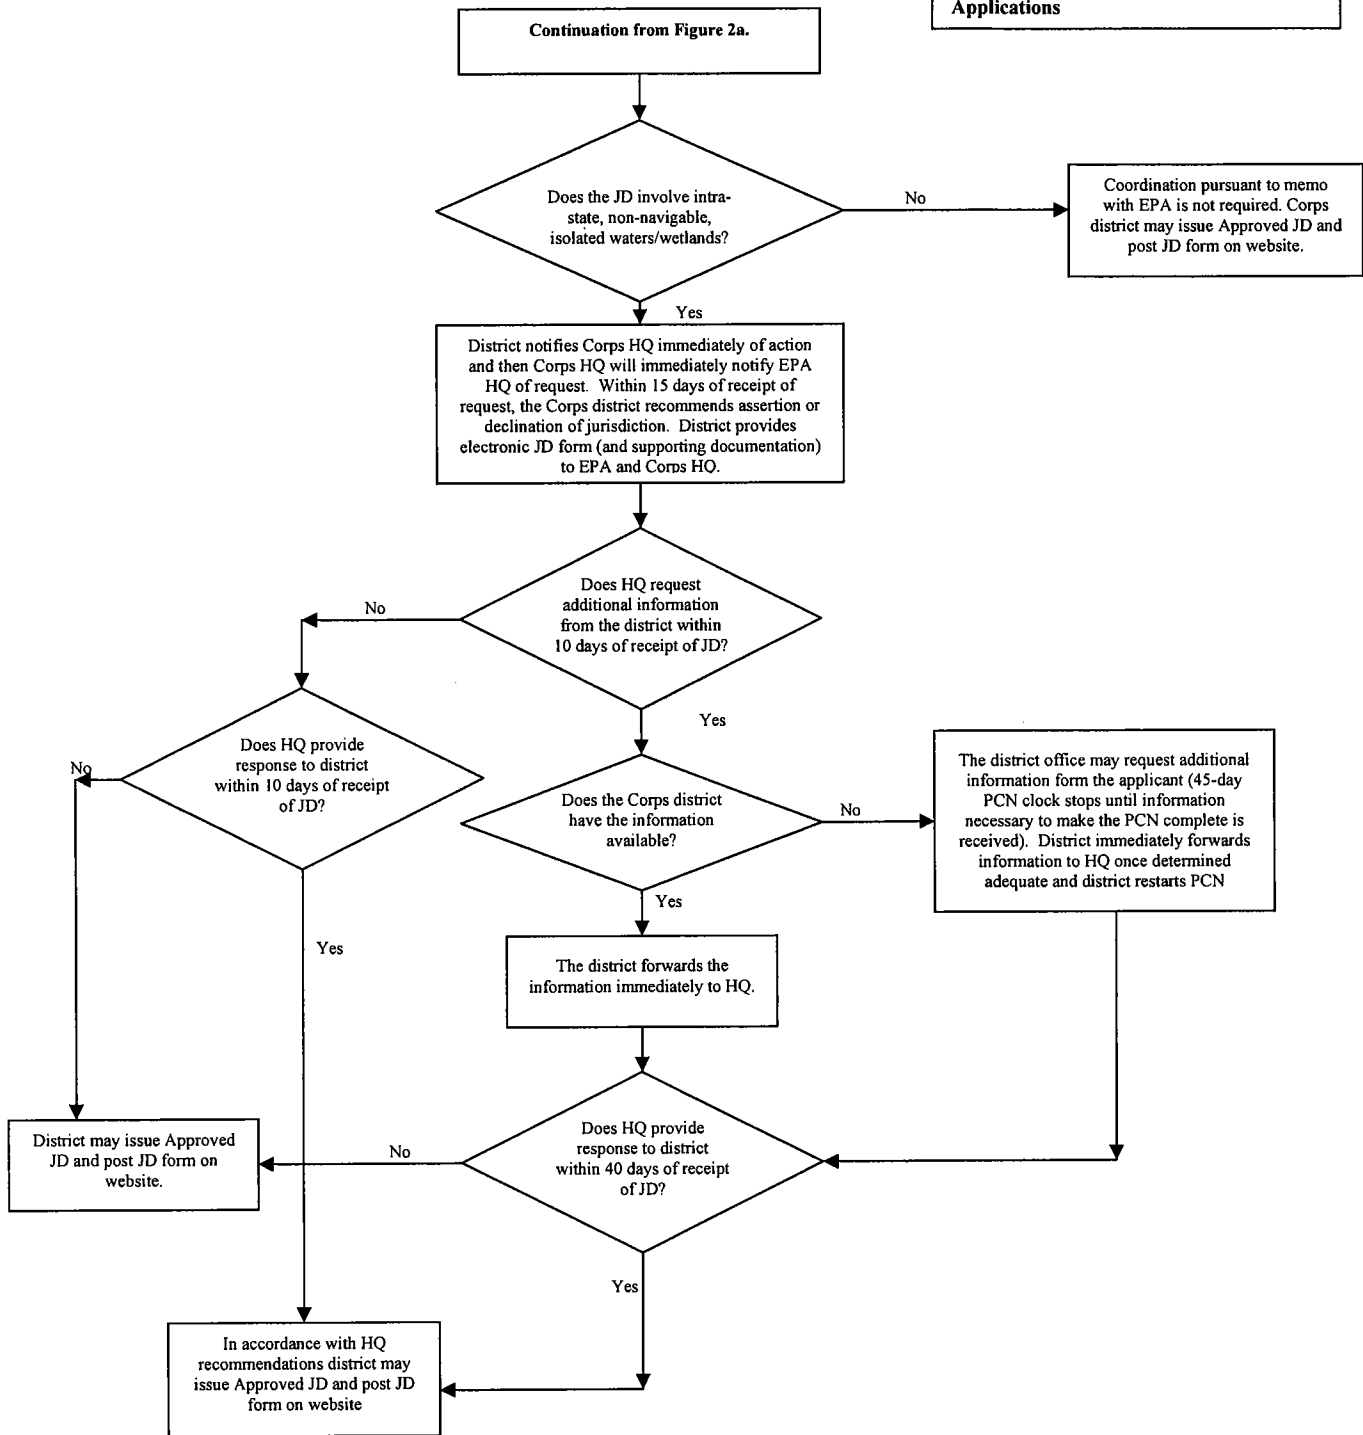 Applications
Continuation from Figure 2a.
Does the JD involve intra-
state, non-navigable,
isolated waters/wetlands?
No
Coordination pursuant to memo
with EPA is not required. Corps
district may issue Approved JD and
post JD form on website.
Yes
District notifies Corps HQ immediately of action
and then Corps HQ will immediately notify EPA
HQ of request. Within 15 days of receipt of
request, the Corps district recommends assertion or
declination of jurisdiction. District provides
electronic JD form (and supporting documentation)
to EPA and Corps HQ.
Does HQ request
additional information
from the district within
10 days of receipt of JD?
No
Yes
Does HQ provide
response to district
within 10 days of receipt
of JD?
No
Yes
Does the Corps district
have the information
available?
No
The district office may request additional
information form the applicant (45-day
PCN clock stops until information
necessary to make the PCN complete is
received). District immediately forwards
information to HQ once determined
adequate and district restarts PCN
Yes
The district forwards the
information immediately to HQ.
Does HQ provide
response to district
within 40 days of receipt
of JD?
No
District may issue Approved
JD and post JD form on
website.
Yes
In accordance with HQ
recommendations district may
issue Approved JD and post JD
form on website